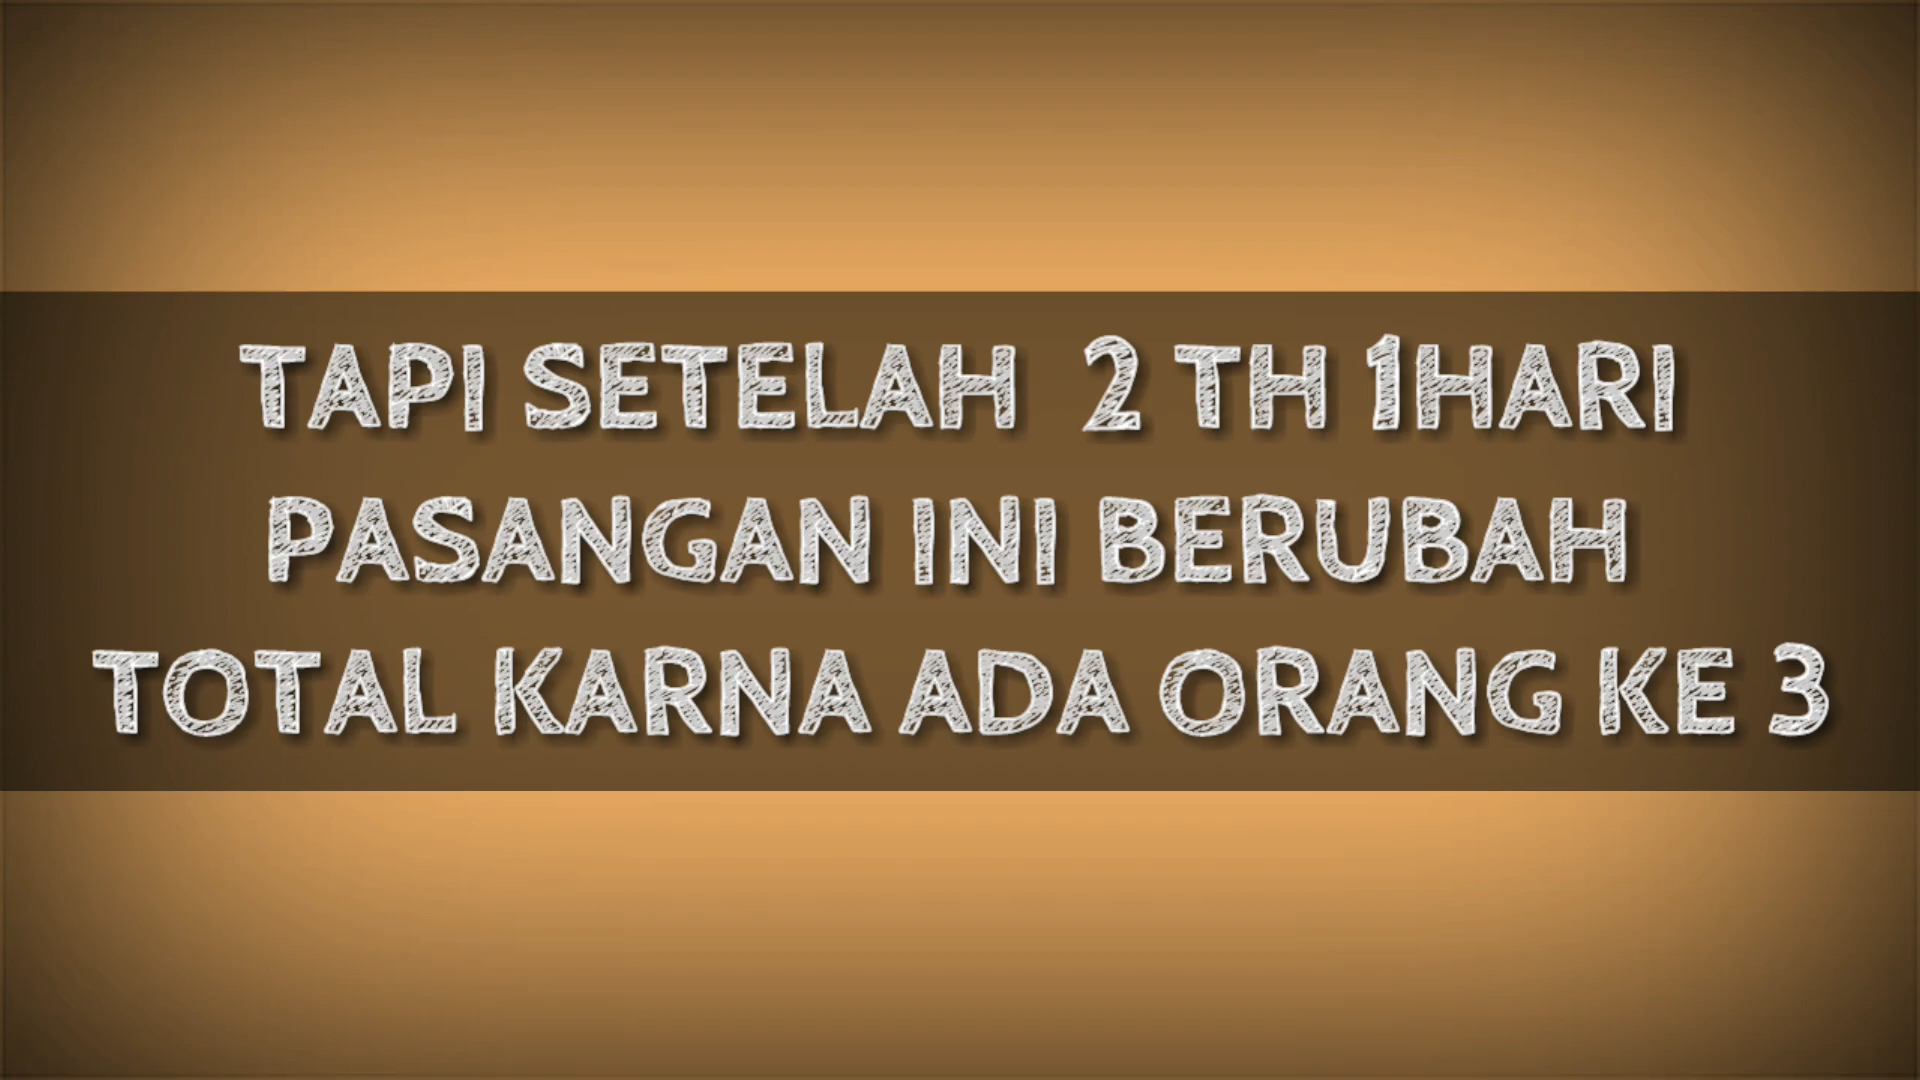 TAPI SETELAH  2 TH 1HARI
PASANGAN INI BERUBAH
TOTAL KARNA ADA ORANG KE 3